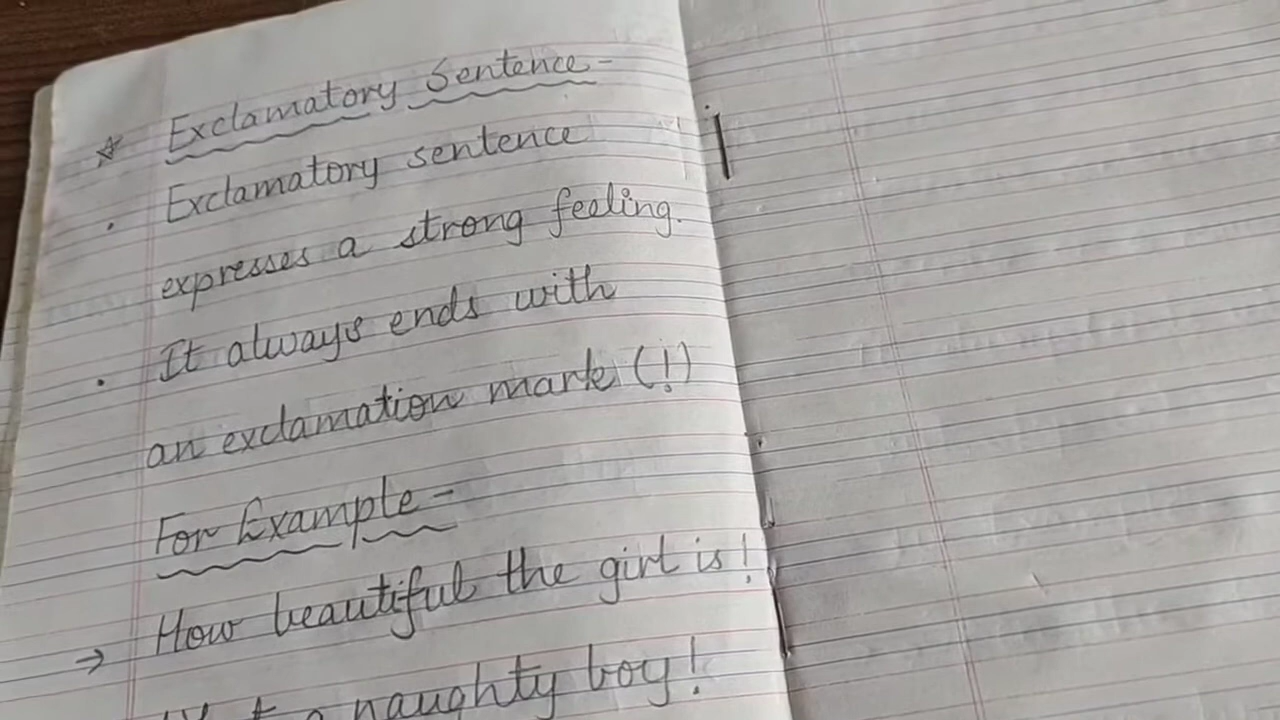 ☆ Exclamatory Sentence -
. Exclamatory sentence
expresses a strong feeling.
. It always ends with
an exclamation mark (!)
For Example -
→ How beautiful the girl is!
a naughty boy!